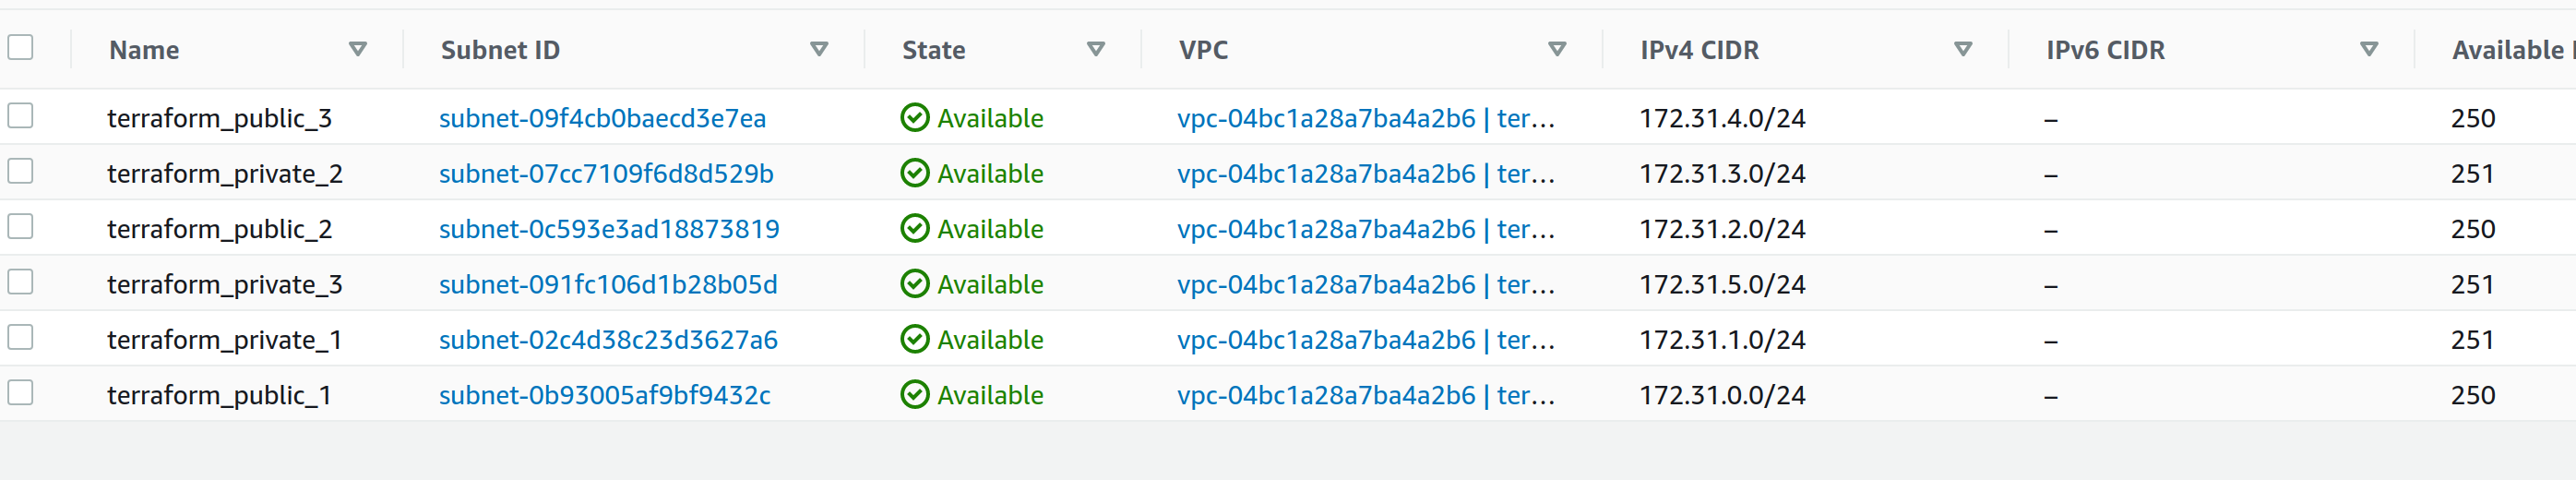 Name Subnet ID State VPC IPv4 CIDR IPv6 CIDR Available
terraform_public_3 subnet-09f4cb0baecd3e7ea Available vpc-04bc1a28a7ba4a2b6 | ter... 172.31.4.0/24 – 250
terraform_private_2 subnet-07cc7109f6d8d529b Available vpc-04bc1a28a7ba4a2b6 | ter... 172.31.3.0/24 – 251
terraform_public_2 subnet-0c593e3ad18873819 Available vpc-04bc1a28a7ba4a2b6 | ter... 172.31.2.0/24 – 250
terraform_private_3 subnet-091fc106d1b28b05d Available vpc-04bc1a28a7ba4a2b6 | ter... 172.31.5.0/24 – 251
terraform_private_1 subnet-02c4d38c23d3627a6 Available vpc-04bc1a28a7ba4a2b6 | ter... 172.31.1.0/24 – 251
terraform_public_1 subnet-0b93005af9bf9432c Available vpc-04bc1a28a7ba4a2b6 | ter... 172.31.0.0/24 – 250